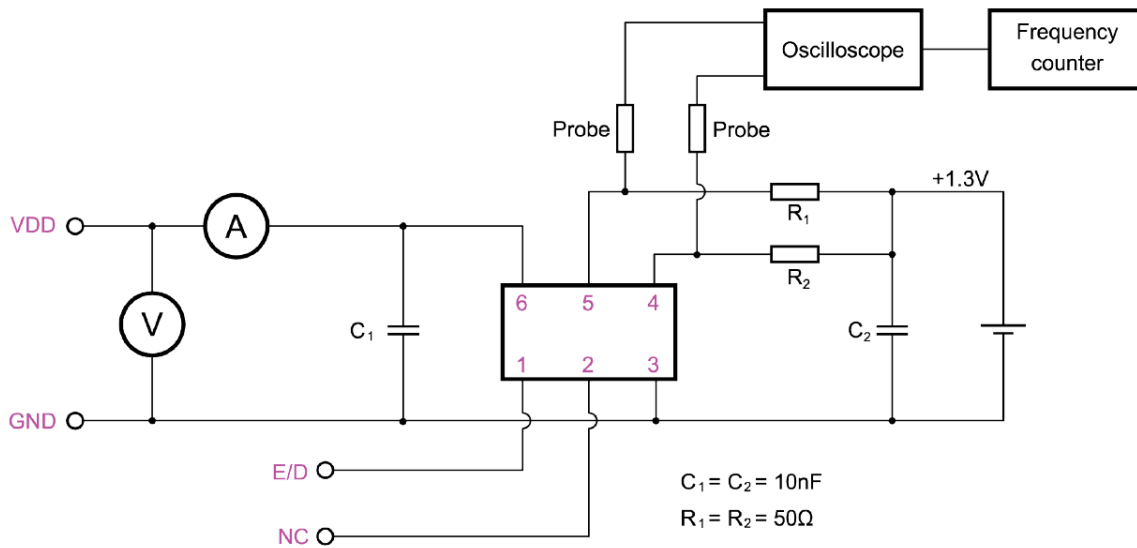 Oscilloscope
Frequency
counter
Probe
Probe
+1.3V
VDD
A
R₁
R₂
6 5 4
V
C₁
C₂
1 2 3
GND
E/D
C₁ = C₂ = 10nF
R₁ = R₂ = 50Ω
NC